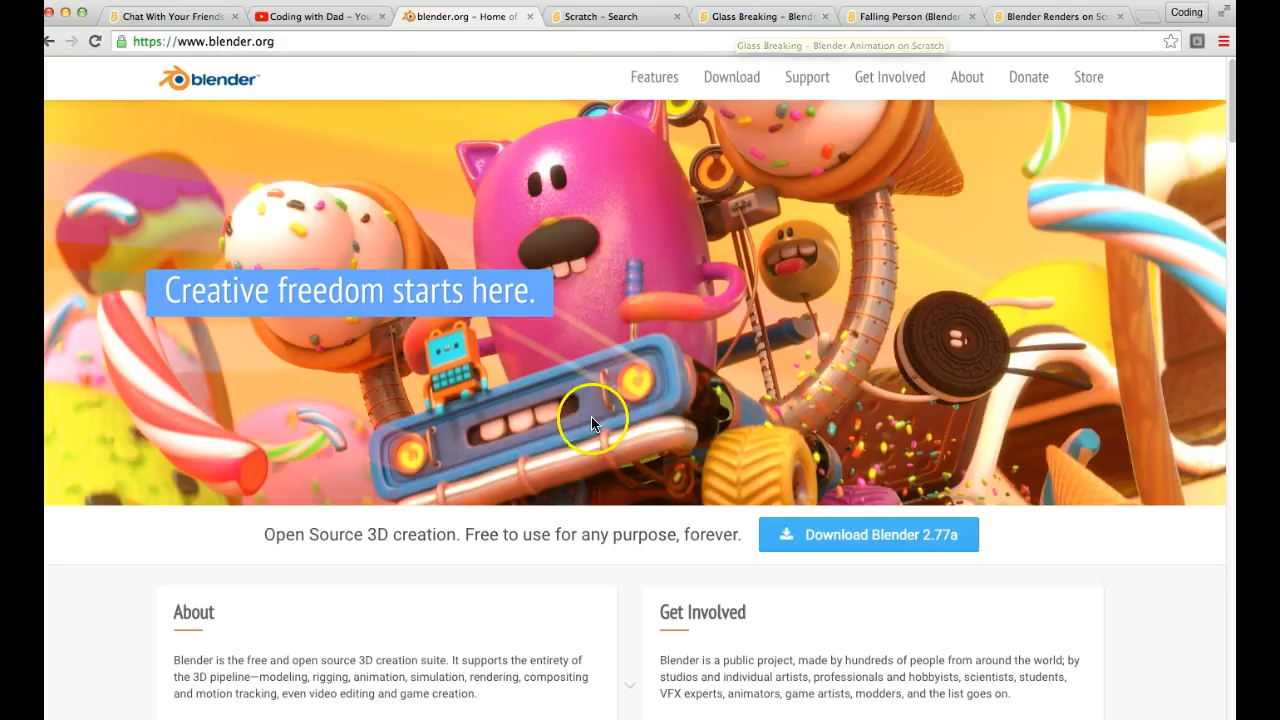 Chat With Your Friends
Coding with Dad – YouT
blender.org – Home of
Scratch – Search
Glass Breaking – Blende
Falling Person (Blender
Blender Renders on Scr
Coding
https://www.blender.org
Glass Breaking – Blender Animation on Scratch
blender
Features
Download
Support
Get Involved
About
Donate
Store
Creative freedom starts here.
Open Source 3D creation. Free to use for any purpose, forever.
Download Blender 2.77a
About
Blender is the free and open source 3D creation suite. It supports the entirety of
the 3D pipeline—modeling, rigging, animation, simulation, rendering, compositing
and motion tracking, even video editing and game creation.
Get Involved
Blender is a public project, made by hundreds of people from around the world; by
studios and individual artists, professionals and hobbyists, scientists, students,
VFX experts, animators, game artists, modders, and the list goes on.